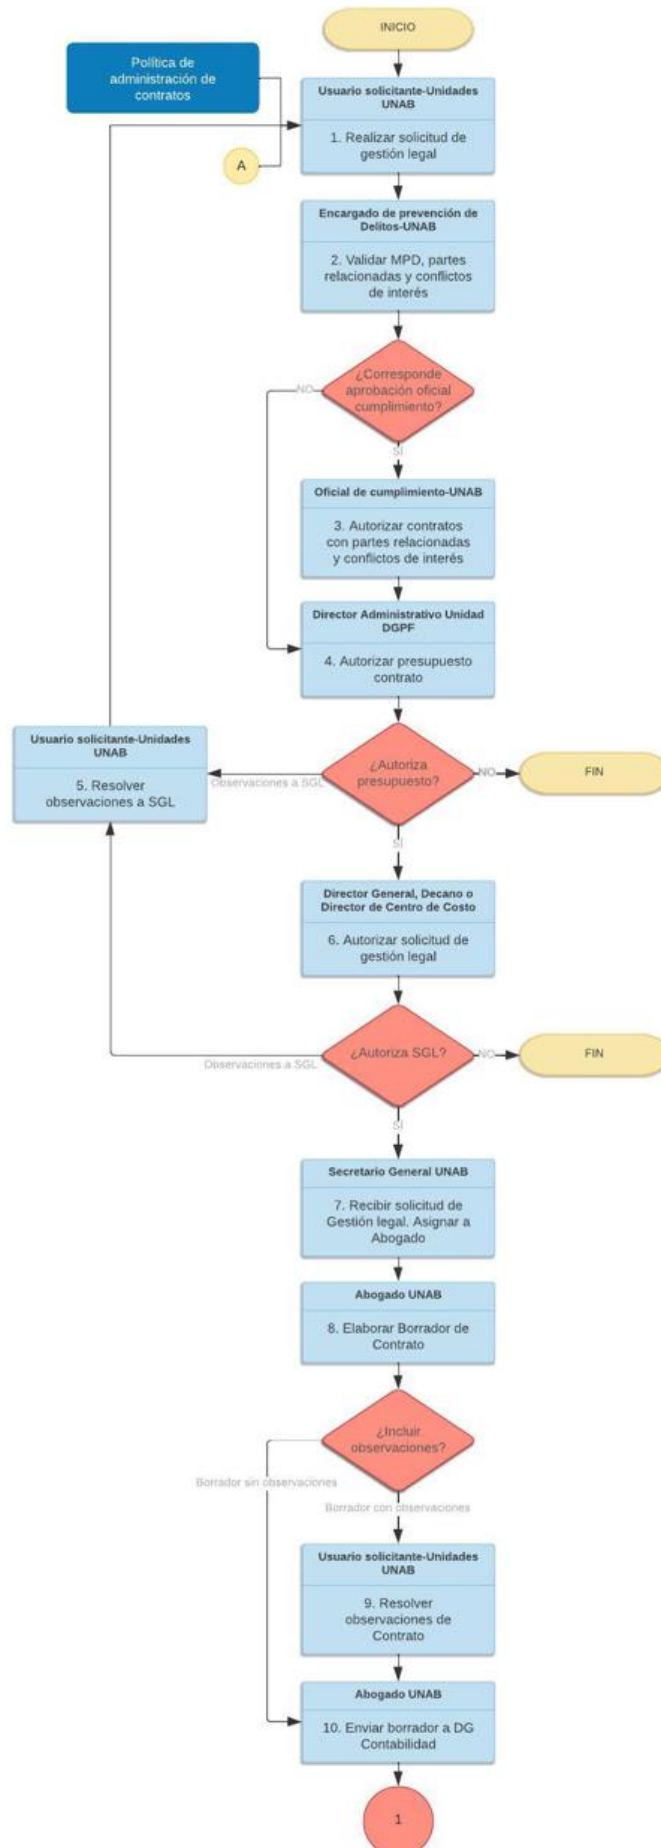 INICIO
Política de
administración de
contratos
Usuario solicitante-Unidades
UNAB
1. Realizar solicitud de
gestión legal
A
Encargado de prevención de
Delitos-UNAB
2. Validar MPD, partes
relacionadas y conflictos
de interés
¿Corresponde
aprobación oficial
cumplimiento?
NO
SÍ
Oficial de cumplimiento-UNAB
3. Autorizar contratos
con partes relacionadas
y conflictos de interés
Director Administrativo Unidad
DGPF
4. Autorizar presupuesto
contrato
Usuario solicitante-Unidades
UNAB
5. Resolver
observaciones a SGL
Observaciones a SGL
¿Autoriza
presupuesto?
NO
FIN
SÍ
Director General, Decano o
Director de Centro de Costo
6. Autorizar solicitud de
gestión legal
Observaciones a SGL
¿Autoriza SGL?
NO
FIN
SÍ
Secretario General UNAB
7. Recibir solicitud de
Gestión legal. Asignar a
Abogado
Abogado UNAB
8. Elaborar Borrador de
Contrato
¿Incluir
observaciones?
Borrador sin observaciones
Borrador con observaciones
Usuario solicitante-Unidades
UNAB
9. Resolver
observaciones de
Contrato
Abogado UNAB
10. Enviar borrador a DG
Contabilidad
1